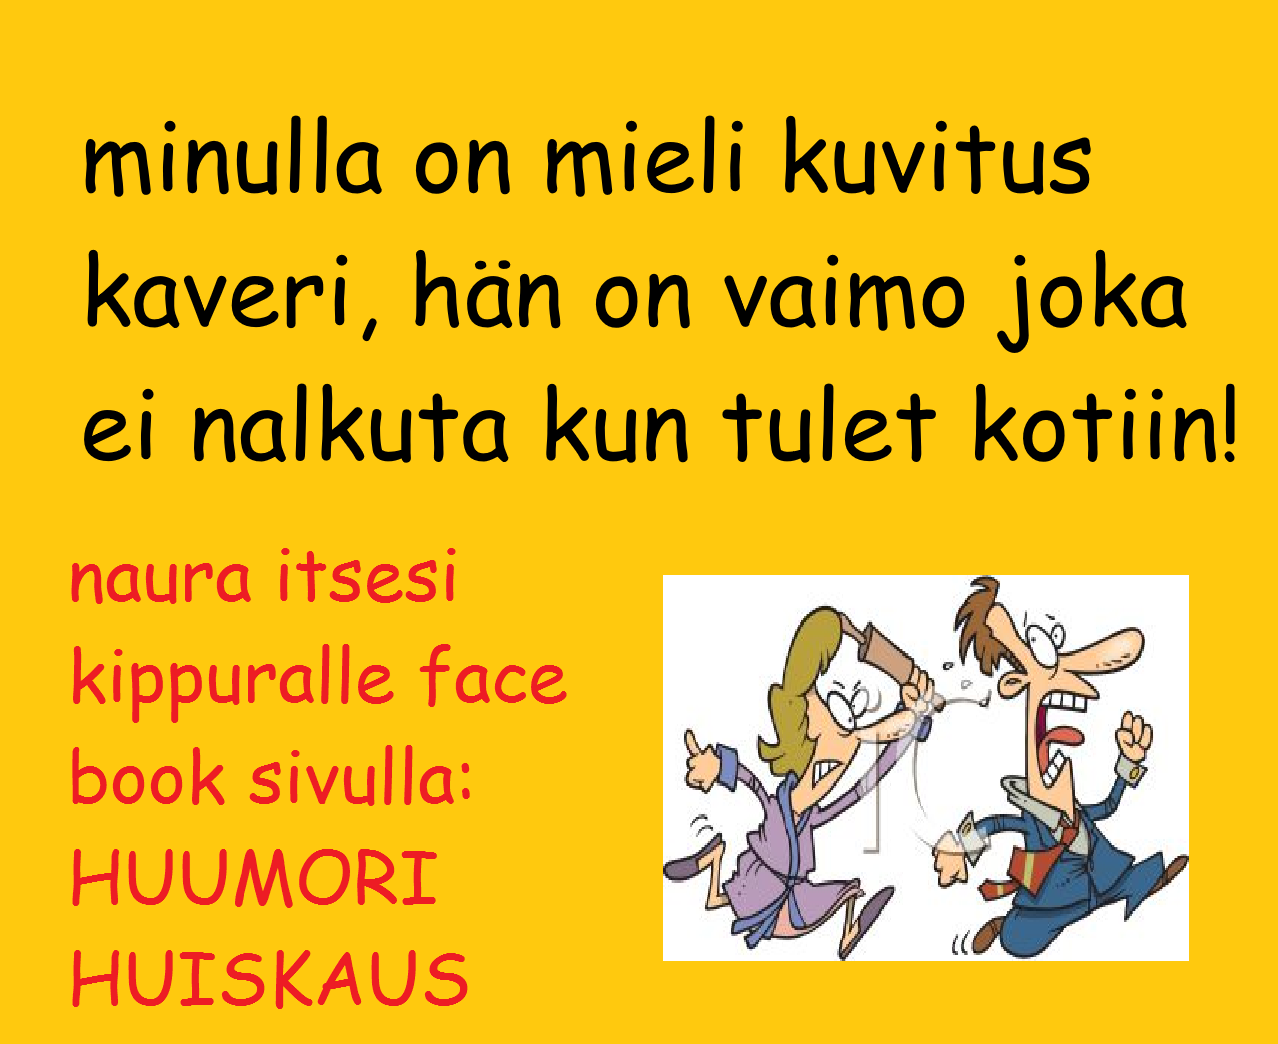 minulla on mieli kuvitus
kaveri, hän on vaimo joka
ei nalkuta kun tulet kotiin!
naura itsesi
kippuralle face
book sivulla:
HUUMORI
HUISKAUS